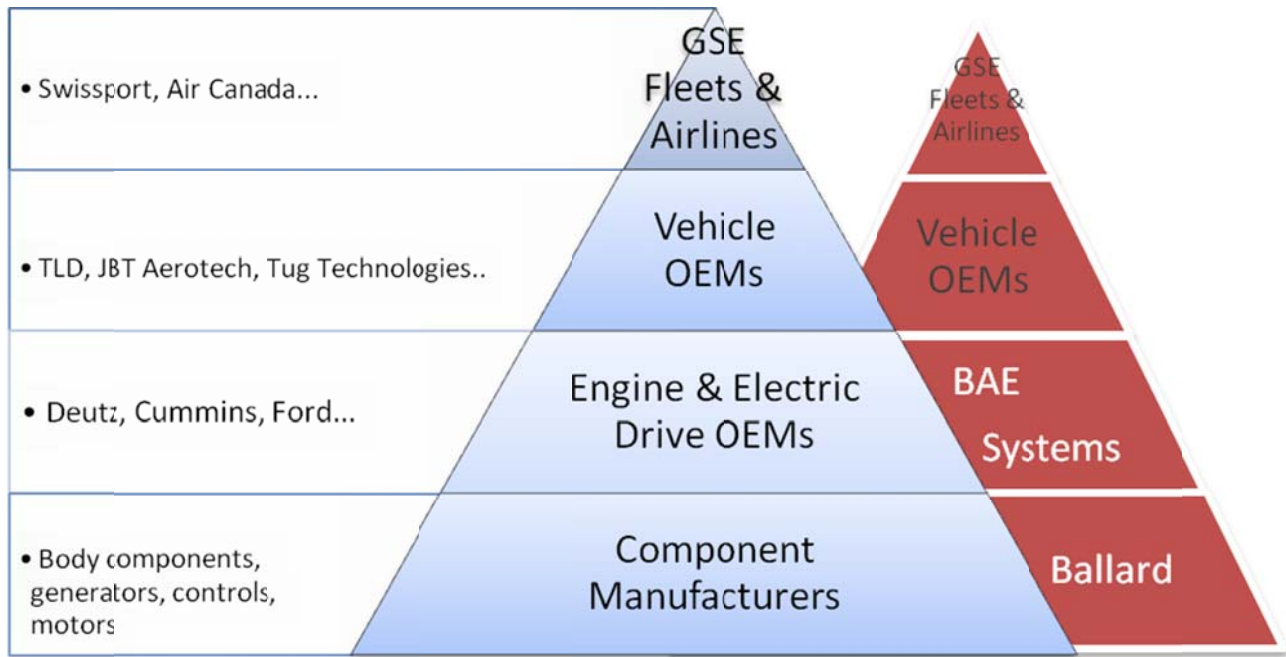 • Swissport, Air Canada...
GSE
Fleets &
Airlines
GSE
Fleets &
Airlines
• TLD, JBT Aerotech, Tug Technologies..
Vehicle
OEMs
Vehicle
OEMs
• Deutz, Cummins, Ford...
Engine & Electric
Drive OEMs
BAE
Systems
• Body components,
generators, controls,
motors
Component
Manufacturers
Ballard